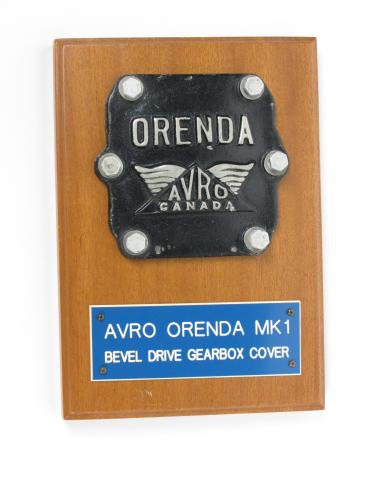 ORENDA
AVRO
CANADA
AVRO ORENDA MK1
BEVEL DRIVE GEARBOX COVER